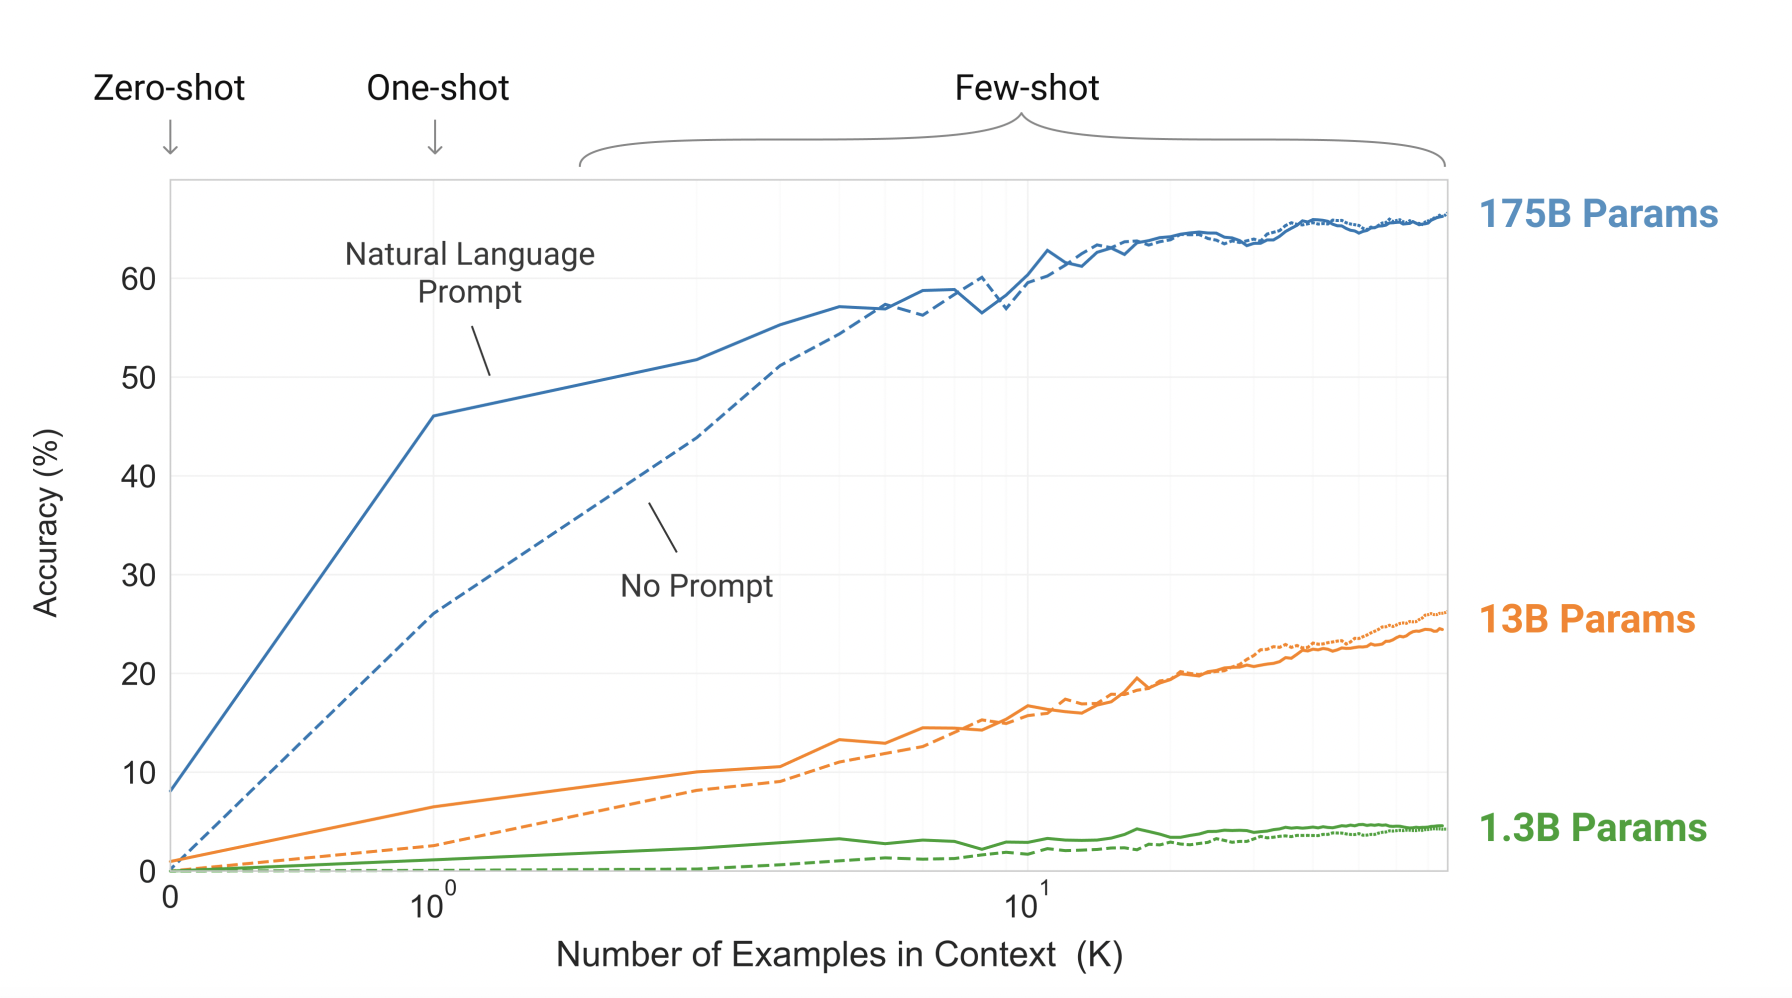 Zero-shot
One-shot
Few-shot
175B Params
Natural Language
Prompt
60
50
40
Accuracy (%)
30
No Prompt
13B Params
20
10
1.3B Params
0
0
10⁰
10¹
Number of Examples in Context (K)